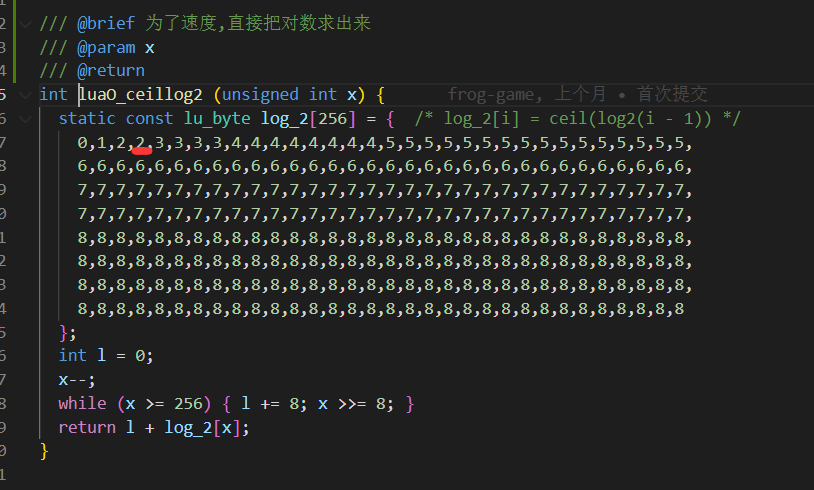 2 /// @brief 为了速度,直接把对数求出来
3 /// @param x
4 /// @return
5 int luaO_ceillog2 (unsigned int x) { frog-game, 上个月 • 首次提交
6 static const lu_byte log_2[256] = { /* log_2[i] = ceil(log2(i - 1)) */
7 0,1,2,2,3,3,3,3,4,4,4,4,4,4,4,4,5,5,5,5,5,5,5,5,5,5,5,5,5,5,5,5,
8 6,6,6,6,6,6,6,6,6,6,6,6,6,6,6,6,6,6,6,6,6,6,6,6,6,6,6,6,6,6,6,6,
9 7,7,7,7,7,7,7,7,7,7,7,7,7,7,7,7,7,7,7,7,7,7,7,7,7,7,7,7,7,7,7,7,
0 7,7,7,7,7,7,7,7,7,7,7,7,7,7,7,7,7,7,7,7,7,7,7,7,7,7,7,7,7,7,7,7,
1 8,8,8,8,8,8,8,8,8,8,8,8,8,8,8,8,8,8,8,8,8,8,8,8,8,8,8,8,8,8,8,8,
2 8,8,8,8,8,8,8,8,8,8,8,8,8,8,8,8,8,8,8,8,8,8,8,8,8,8,8,8,8,8,8,8,
3 8,8,8,8,8,8,8,8,8,8,8,8,8,8,8,8,8,8,8,8,8,8,8,8,8,8,8,8,8,8,8,8,
4 8,8,8,8,8,8,8,8,8,8,8,8,8,8,8,8,8,8,8,8,8,8,8,8,8,8,8,8,8,8,8,8
5 };
6 int l = 0;
7 x--;
8 while (x >= 256) { l += 8; x >>= 8; }
9 return l + log_2[x];
0 }
1